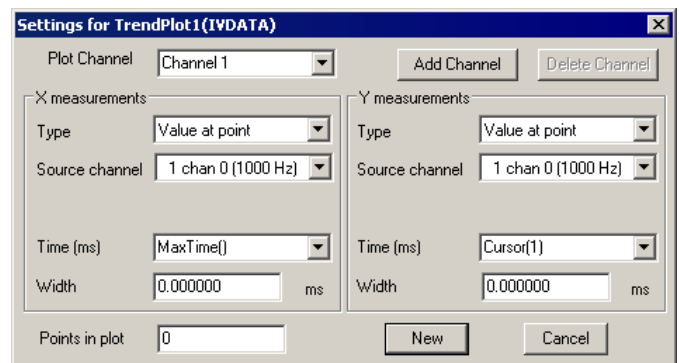 Settings for TrendPlot1(IVDATA)
Plot Channel Channel 1 Add Channel Delete Channel
X measurements
Type Value at point
Source channel 1 chan 0 (1000 Hz)
Time (ms) MaxTime()
Width 0.000000 ms
Y measurements
Type Value at point
Source channel 1 chan 0 (1000 Hz)
Time (ms) Cursor(1)
Width 0.000000 ms
Points in plot 0 New Cancel